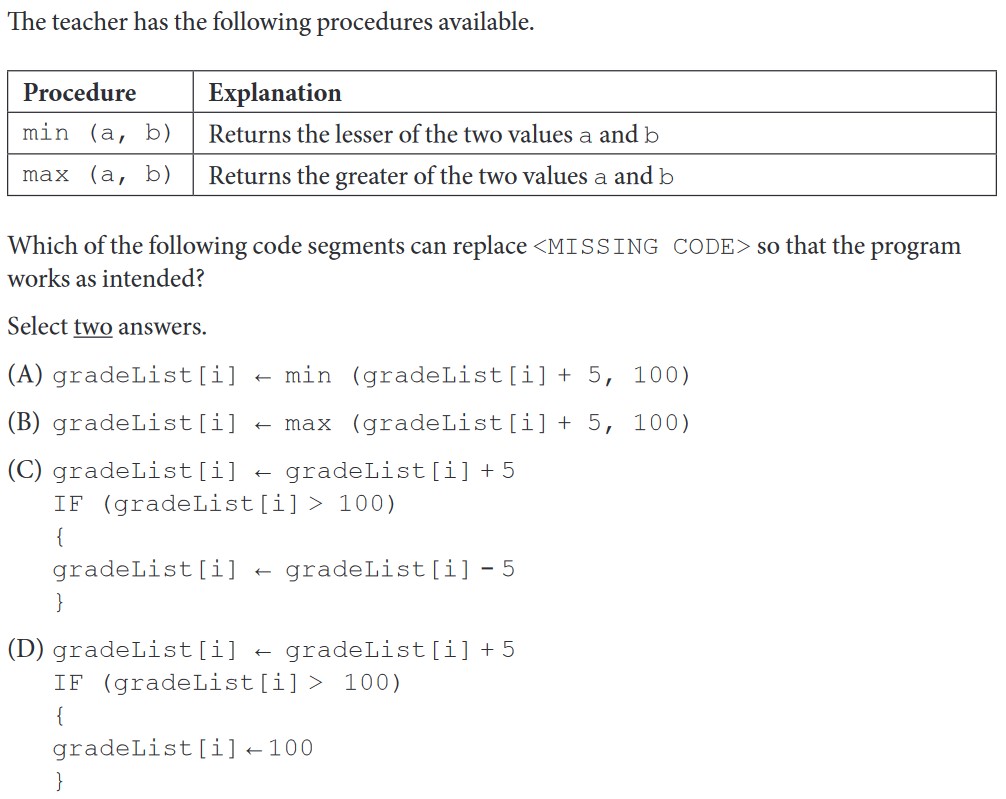 The teacher has the following procedures available.
Procedure Explanation
min (a, b) Returns the lesser of the two values a and b
max (a, b) Returns the greater of the two values a and b
Which of the following code segments can replace <MISSING CODE> so that the program
works as intended?
Select two answers.
(A) gradeList[i] ← min (gradeList[i] + 5, 100)
(B) gradeList[i] ← max (gradeList[i] + 5, 100)
(C) gradeList[i] ← gradeList[i] + 5
IF (gradeList[i] > 100)
{
gradeList[i] ← gradeList[i] - 5
}
(D) gradeList[i] ← gradeList[i] + 5
IF (gradeList[i] > 100)
{
gradeList[i] ← 100
}